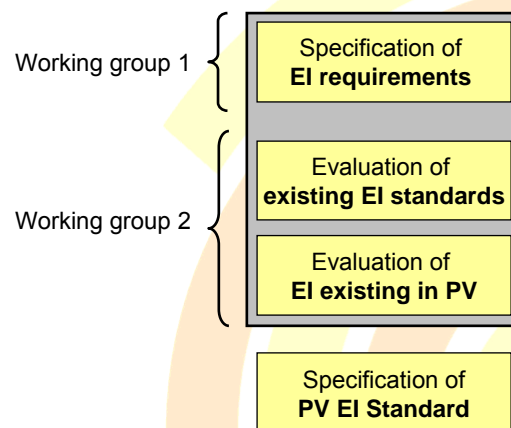 Working group 1
Specification of
EI requirements
Working group 2
Evaluation of
existing EI standards
Evaluation of
EI existing in PV
Specification of
PV EI Standard